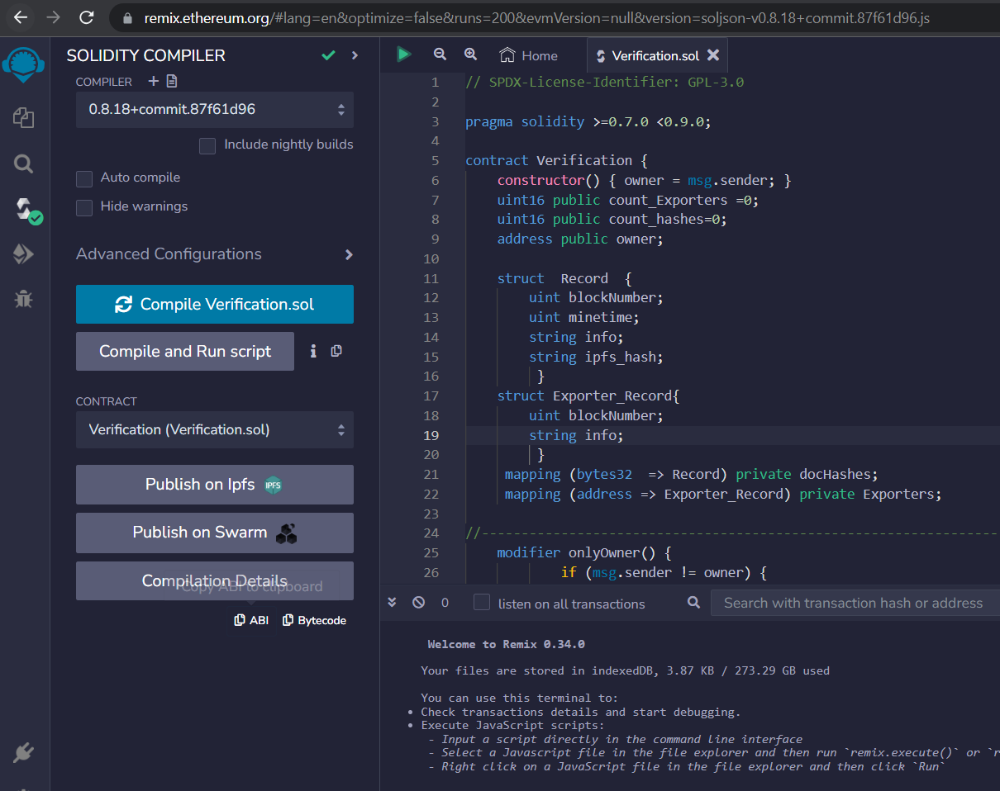 remix.ethereum.org/#lang=en&optimize=false&runs=200&evmVersion=null&version=soljson-v0.8.18+commit.87f61d96.js
SOLIDITY COMPILER
COMPILER
0.8.18+commit.87f61d96
Include nightly builds
Auto compile
Hide warnings
Advanced Configurations
Compile Verification.sol
Compile and Run script
CONTRACT
Verification (Verification.sol)
Publish on Ipfs IPFS
Publish on Swarm
Compilation Details
Copy ABI to clipboard
ABI Bytecode
Home Verification.sol
1 // SPDX-License-Identifier: GPL-3.0
2
3 pragma solidity >=0.7.0 <0.9.0;
4
5 contract Verification {
6 constructor() { owner = msg.sender; }
7 uint16 public count_Exporters =0;
8 uint16 public count_hashes=0;
9 address public owner;
10
11 struct  Record  {
12 uint blockNumber;
13 uint minetime;
14 string info;
15 string ipfs_hash;
16 }
17 struct Exporter_Record{
18 uint blockNumber;
19 string info;
20 }
21 mapping (bytes32  => Record) private docHashes;
22 mapping (address => Exporter_Record) private Exporters;
23
24 //-----------------------------------------------------------------
25 modifier onlyOwner() {
26 if (msg.sender != owner) {
0 listen on all transactions Search with transaction hash or address
Welcome to Remix 0.34.0
Your files are stored in indexedDB, 3.87 KB / 273.29 GB used
You can use this terminal to:
• Check transactions details and start debugging.
• Execute JavaScript scripts:
- Input a script directly in the command line interface
- Select a Javascript file in the file explorer and then run `remix.execute()` or `r
- Right click on a JavaScript file in the file explorer and then click `Run`